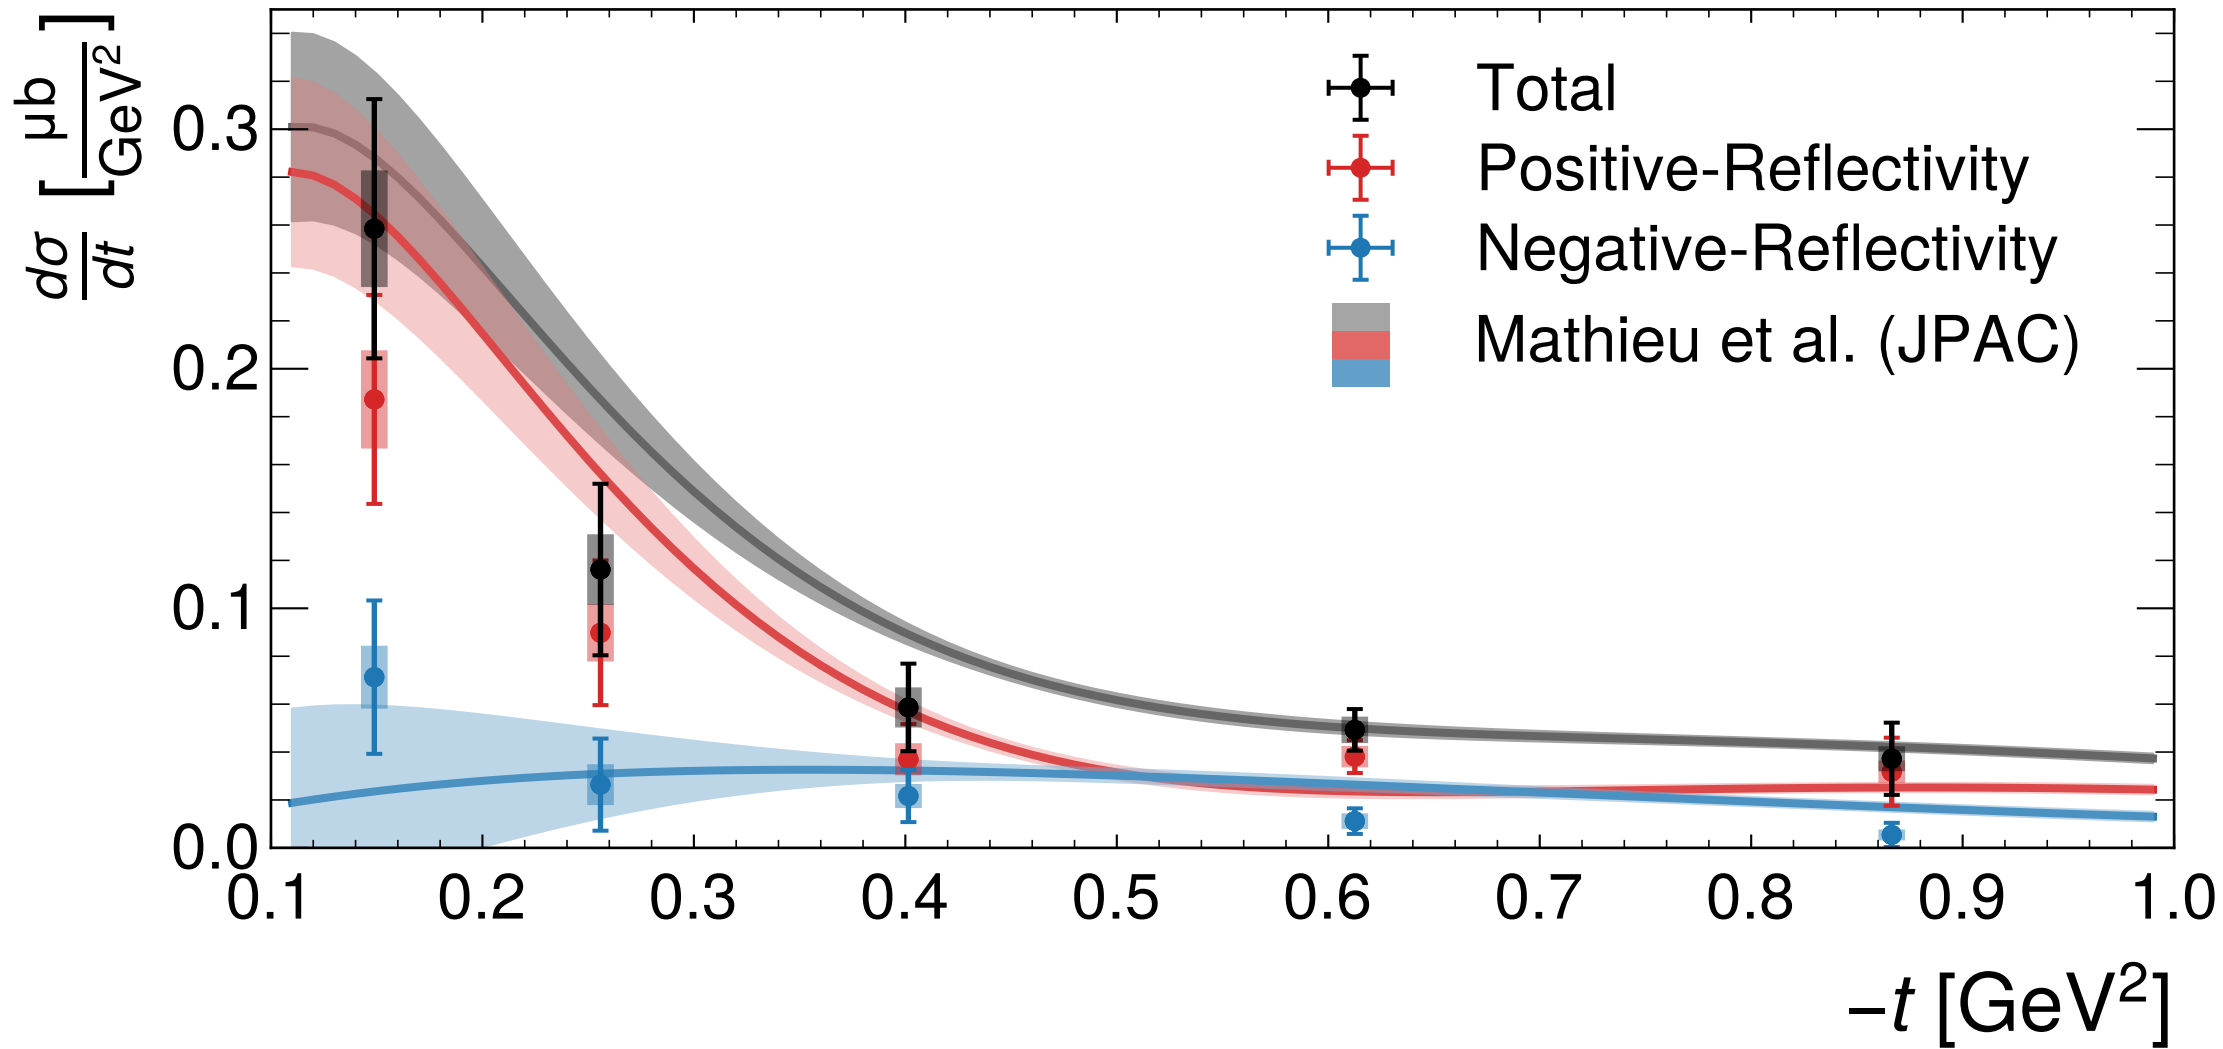 dσ/dt [μb/GeV²]
0.3
0.2
0.1
0.0
Total
Positive-Reflectivity
Negative-Reflectivity
Mathieu et al. (JPAC)
0.1 0.2 0.3 0.4 0.5 0.6 0.7 0.8 0.9 1.0
−t [GeV²]